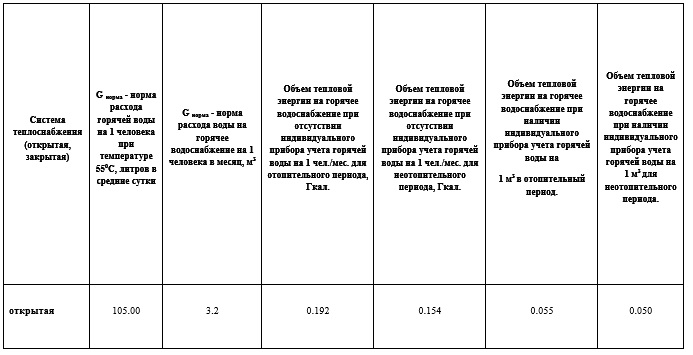 Система
теплоснабжения
(открытая,
закрытая)
G норма - норма
расхода
горячей воды
на 1 человека
при
температуре
55⁰С, литров в
средние сутки
G норма - норма
расхода воды на
горячее
водоснабжение на 1
человека в месяц, м³
Объем тепловой
энергии на горячее
водоснабжение при
отсутствии
индивидуального
прибора учета горячей
воды на 1 чел./мес. для
отопительного периода,
Гкал.
Объем тепловой
энергии на горячее
водоснабжение при
отсутствии
индивидуального
прибора учета горячей
воды на 1 чел./мес. для
неотопительного
периода, Гкал.
Объем тепловой
энергии на горячее
водоснабжение при
наличии
индивидуального
прибора учета горячей
воды на
1 м³ в отопительный
период.
Объем тепловой
энергии на
горячее
водоснабжение
при наличии
индивидуального
прибора учета
горячей воды на
1 м³ для
неотопительного
периода.
открытая 105.00 3.2 0.192 0.154 0.055 0.050